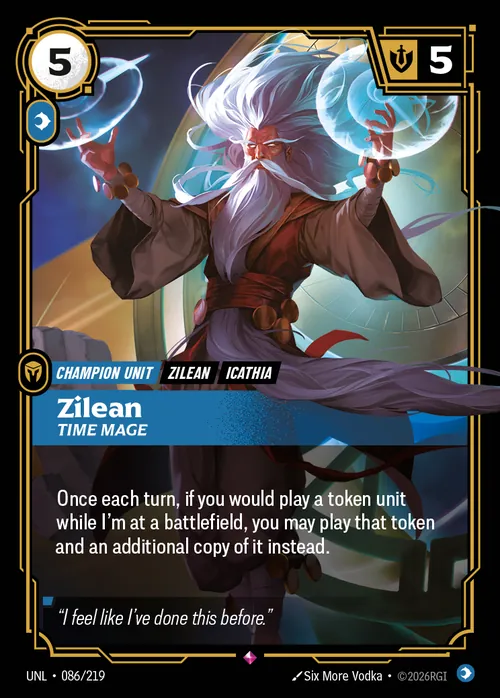 5
5
CHAMPION UNIT ZILEAN ICATHIA
Zilean
TIME MAGE
Once each turn, if you would play a token unit
while I'm at a battlefield, you may play that token
and an additional copy of it instead.
“I feel like I've done this before.”
UNL • 086/219
Six More Vodka • ©2026RGI